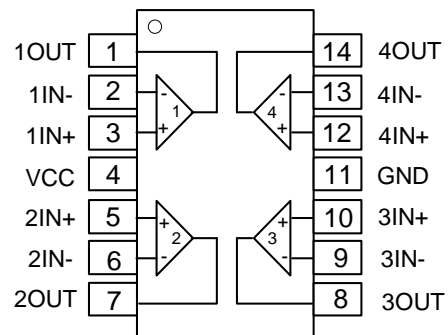 1OUT 1 14 4OUT
1IN- 2 - - 13 4IN-
1 4
1IN+ 3 + + 12 4IN+
VCC 4 11 GND
2IN+ 5 + + 10 3IN+
2 3
2IN- 6 - - 9 3IN-
2OUT 7 8 3OUT